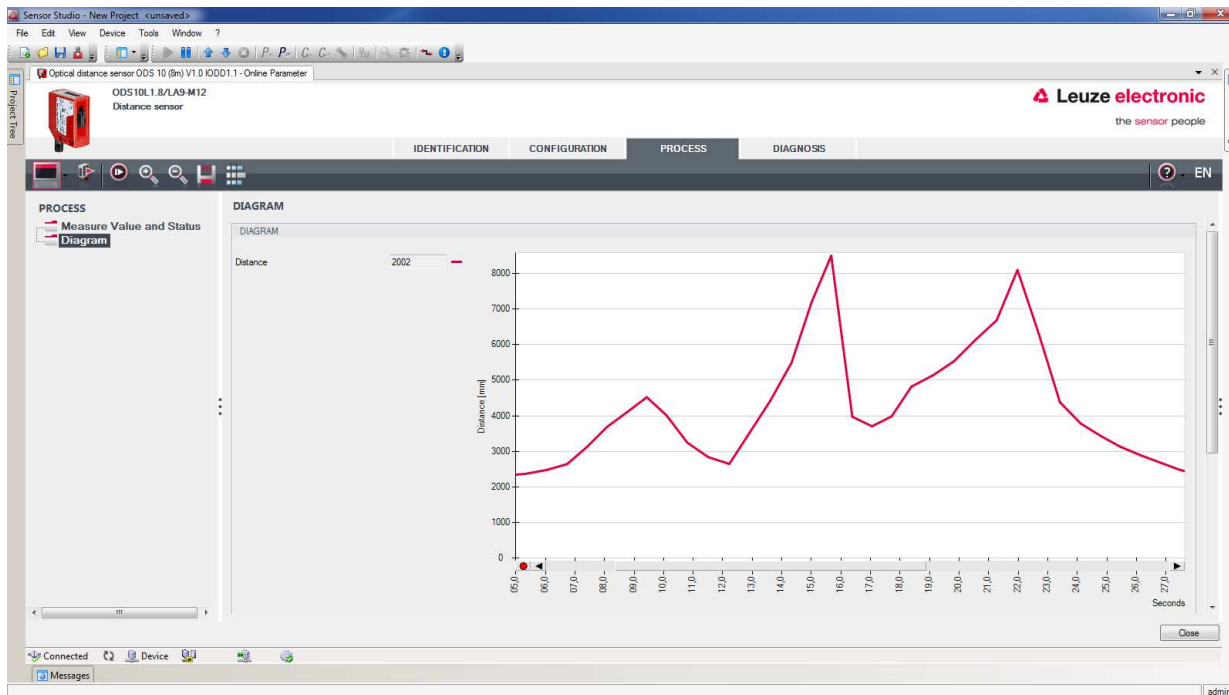 Sensor Studio - New Project <unsaved>
File Edit View Device Tools Window ?
Optical distance sensor ODS 10 (8m) V1.0 IODD1.1 - Online Parameter
Project Tree
ODS10L1.8/LA9-M12
Distance sensor
Leuze electronic
the sensor people
IDENTIFICATION CONFIGURATION PROCESS DIAGNOSIS
EN
PROCESS
Measure Value and Status
Diagram
DIAGRAM
DIAGRAM
Distance 2002
Distance [mm]
8000
7000
6000
5000
4000
3000
2000
1000
0
05,0 06,0 07,0 08,0 09,0 10,0 11,0 12,0 13,0 14,0 15,0 16,0 17,0 18,0 19,0 20,0 21,0 22,0 23,0 24,0 25,0 26,0 27,0
Seconds
Close
Connected Device
Messages